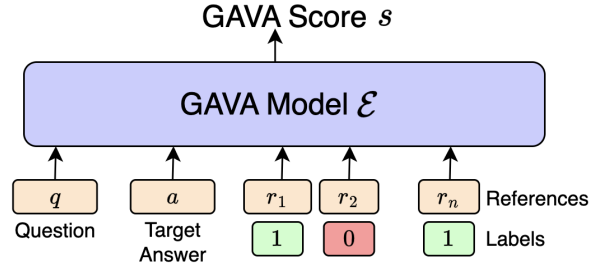 GAVA Score s
GAVA Model ℰ
q a r₁ r₂ rₙ References
Question Target Answer 1 0 1 Labels